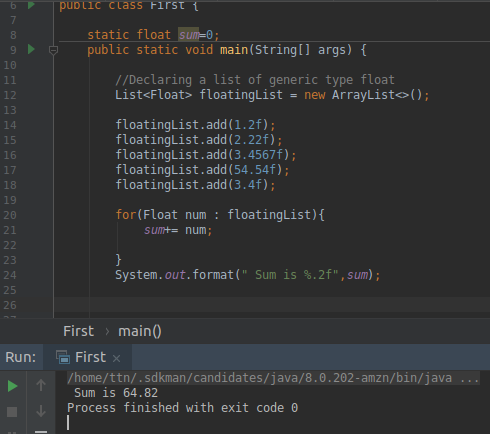 6 public class First {
7
8 static float sum=0;
9 public static void main(String[] args) {
10
11 //Declaring a list of generic type float
12 List<Float> floatingList = new ArrayList<>();
13
14 floatingList.add(1.2f);
15 floatingList.add(2.22f);
16 floatingList.add(3.4567f);
17 floatingList.add(54.54f);
18 floatingList.add(3.4f);
19
20 for(Float num : floatingList){
21 sum+= num;
22
23 }
24 System.out.format(" Sum is %.2f",sum);
25
26
First › main()
Run: First ×
/home/ttn/.sdkman/candidates/java/8.0.202-amzn/bin/java ...
Sum is 64.82
Process finished with exit code 0